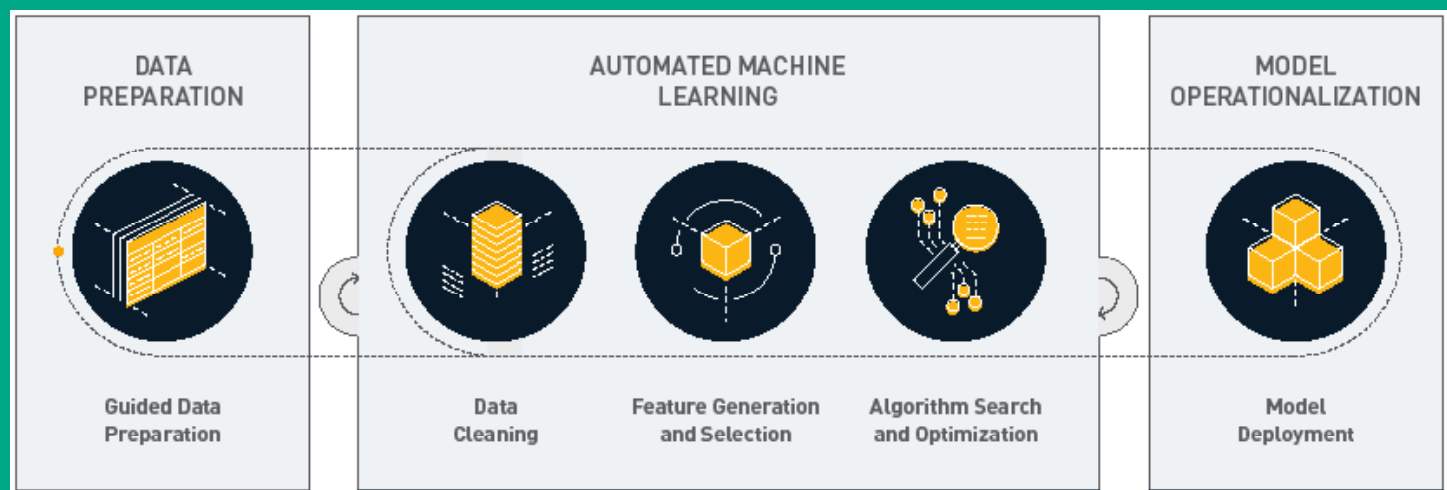 DATA
PREPARATION
AUTOMATED MACHINE
LEARNING
MODEL
OPERATIONALIZATION
Guided Data
Preparation
Data
Cleaning
Feature Generation
and Selection
Algorithm Search
and Optimization
Model
Deployment